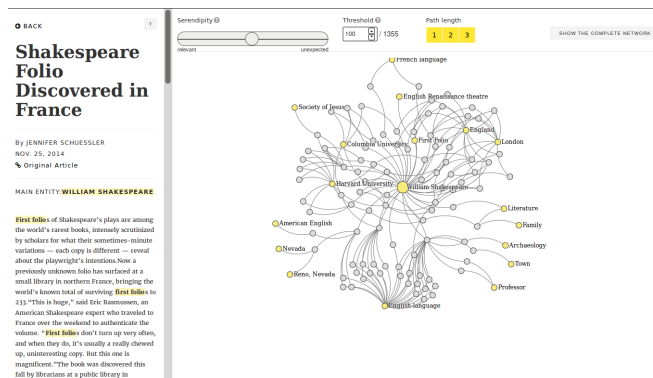 BACK
?
Shakespeare
Folio
Discovered in
France
By JENNIFER SCHUESSLER
NOV. 25, 2014
Original Article
MAIN ENTITY:WILLIAM SHAKESPEARE
First folios of Shakespeare's plays are among
the world's rarest books, intensely scrutinized
by scholars for what their sometimes-minute
variations — each copy is different — reveal
about the playwright's intentions.Now a
previously unknown folio has surfaced at a
small library in northern France, bringing the
world's known total of surviving first folios to
233."This is huge," said Eric Rasmussen, an
American Shakespeare expert who traveled to
France over the weekend to authenticate the
volume. "First folios don't turn up very often,
and when they do, it's usually a really chewed
up, uninteresting copy. But this one is
magnificent."The book was discovered this
fall by librarians at a public library in
Serendipity ?
relevant
unexpected
Threshold ?
100 / 1355
Path length
1 2 3
SHOW THE COMPLETE NETWORK
French language
English Renaissance theatre
Society of Jesus
England
Columbia University
First Folio
London
Harvard University
William Shakespeare
Literature
American English
Family
Nevada
Archaeology
Town
Reno, Nevada
Professor
English language